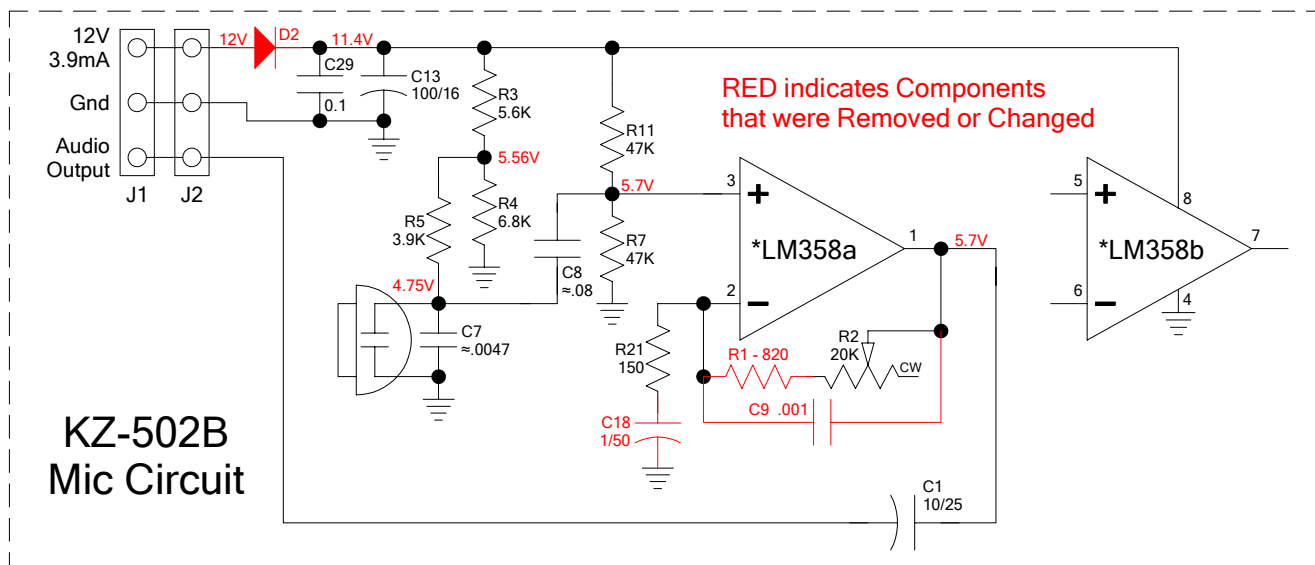 12V
3.9mA
Gnd
Audio
Output
J1
J2
12V
D2
11.4V
C29
0.1
C13
100/16
R3
5.6K
5.56V
R4
6.8K
R5
3.9K
4.75V
C7
≈.0047
C8
≈.08
R11
47K
5.7V
R7
47K
RED indicates Components
that were Removed or Changed
3
+
*LM358a
2
−
1
5.7V
R21
150
C18
1/50
R1 - 820
R2
20K
CW
C9 .001
C1
10/25
5
+
*LM358b
6
−
8
7
4
KZ-502B
Mic Circuit